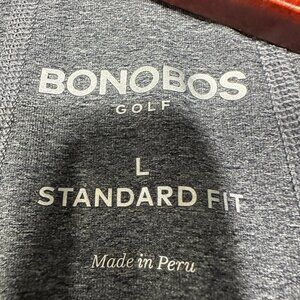 BONOBOS
GOLF
L
STANDARD FIT
Made in Peru